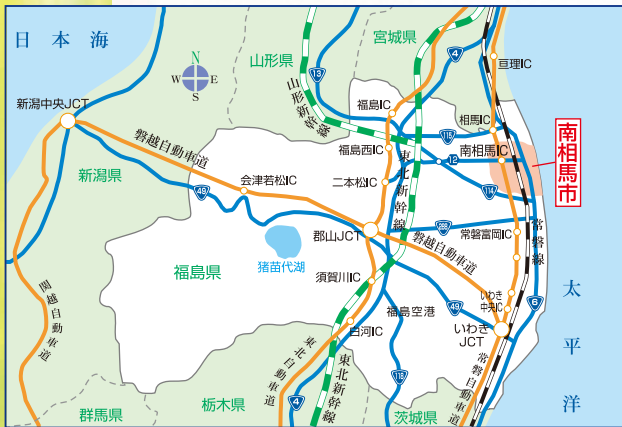 日本海
宮城県
山形県
N
W
E
S
4
13
亘理IC
山形新幹線
福島IC
相馬IC
新潟中央JCT
115
磐越自動車道
福島西IC
12
南相馬IC
南相馬市
新潟県
会津若松IC
二本松IC
東北新幹線
114
49
郡山JCT
288
常磐富岡IC
常磐線
福島県
猪苗代湖
磐越自動車道
須賀川IC
福島空港
49
いわき中央IC
6
太平洋
関越自動車道
白河IC
いわきJCT
東北自動車道
東北新幹線
118
常磐自動車道
4
群馬県
栃木県
茨城県